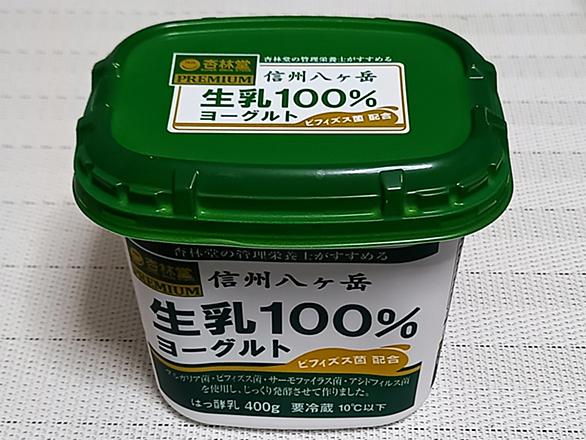 杏林堂の管理栄養士がすすめる
杏林堂
PREMIUM
信州八ヶ岳
生乳100%
ヨーグルト
ビフィズス菌 配合
杏林堂の管理栄養士がすすめる
杏林堂
PREMIUM
信州八ヶ岳
生乳100%
ヨーグルト
ビフィズス菌 配合
ブルガリア菌・ビフィズス菌・サーモフィラス菌・アシドフィルス菌
を使用し、じっくり発酵させて作りました。
はっ酵乳 400g 要冷蔵 10℃以下